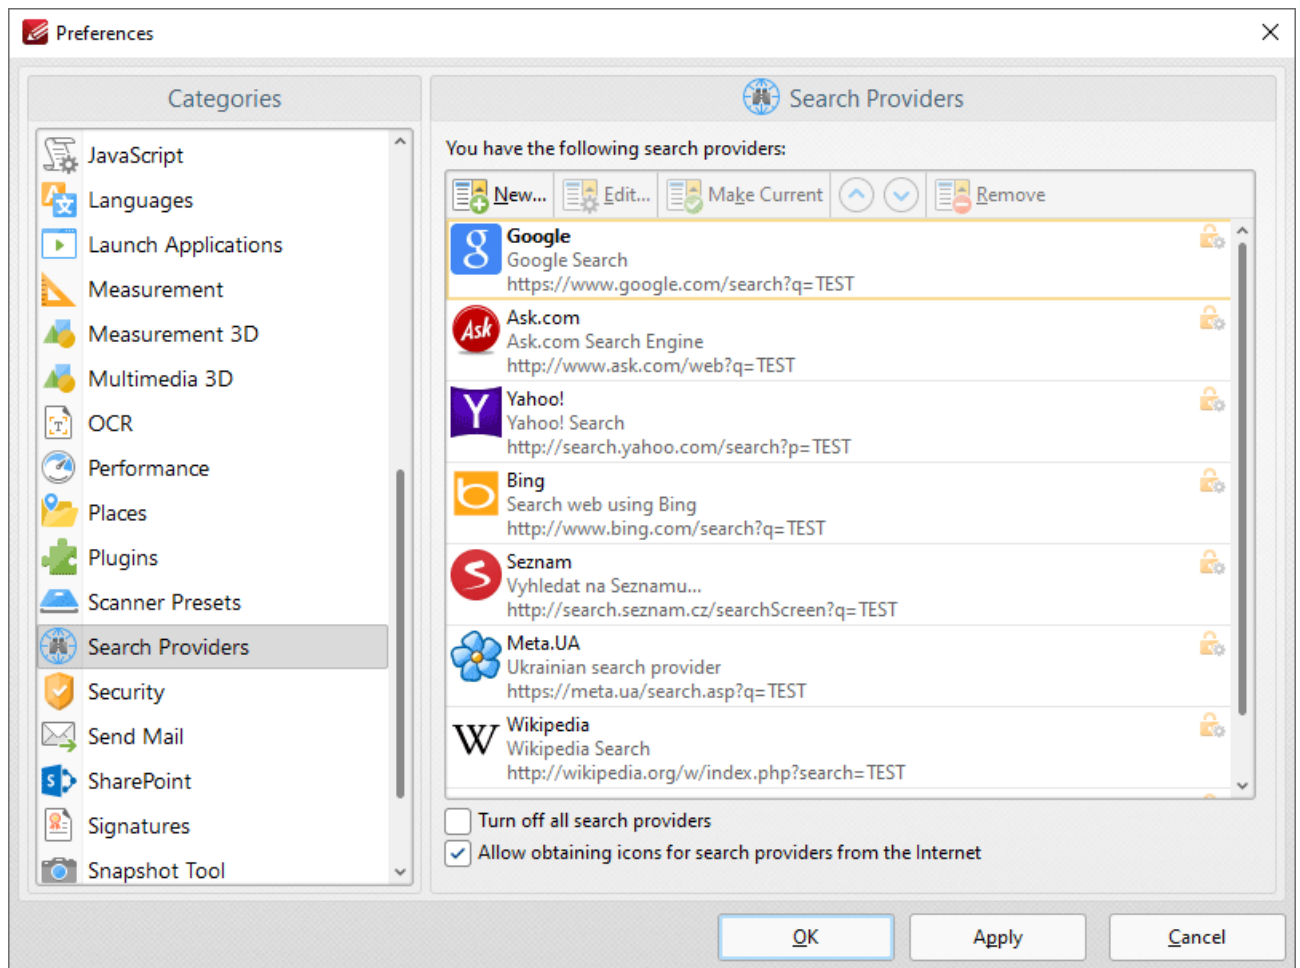 Preferences
Categories
JavaScript
Languages
Launch Applications
Measurement
Measurement 3D
Multimedia 3D
OCR
Performance
Places
Plugins
Scanner Presets
Search Providers
Security
Send Mail
SharePoint
Signatures
Snapshot Tool
Search Providers
You have the following search providers:
New... Edit... Make Current Remove
Google
Google Search
https://www.google.com/search?q=TEST
Ask
Ask.com
Ask.com Search Engine
http://www.ask.com/web?q=TEST
Yahoo!
Yahoo! Search
http://search.yahoo.com/search?p=TEST
Bing
Search web using Bing
http://www.bing.com/search?q=TEST
Seznam
Vyhledat na Seznamu...
http://search.seznam.cz/searchScreen?q=TEST
Meta.UA
Ukrainian search provider
https://meta.ua/search.asp?q=TEST
W
Wikipedia
Wikipedia Search
http://wikipedia.org/w/index.php?search=TEST
Turn off all search providers
Allow obtaining icons for search providers from the Internet
OK Apply Cancel